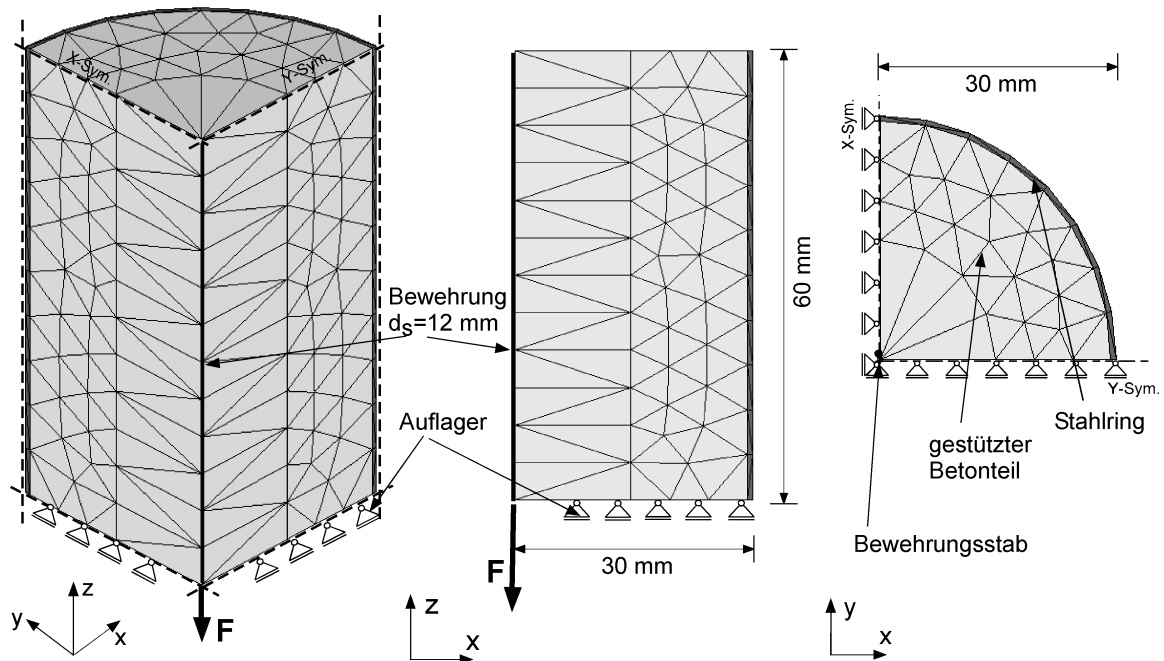 X-Sym.
Y-Sym.
Bewehrung
ds=12 mm
Auflager
F
z
y
x
60 mm
30 mm
F
z
x
30 mm
X-Sym.
Y-Sym.
Stahlring
gestützter
Betonteil
Bewehrungsstab
y
x